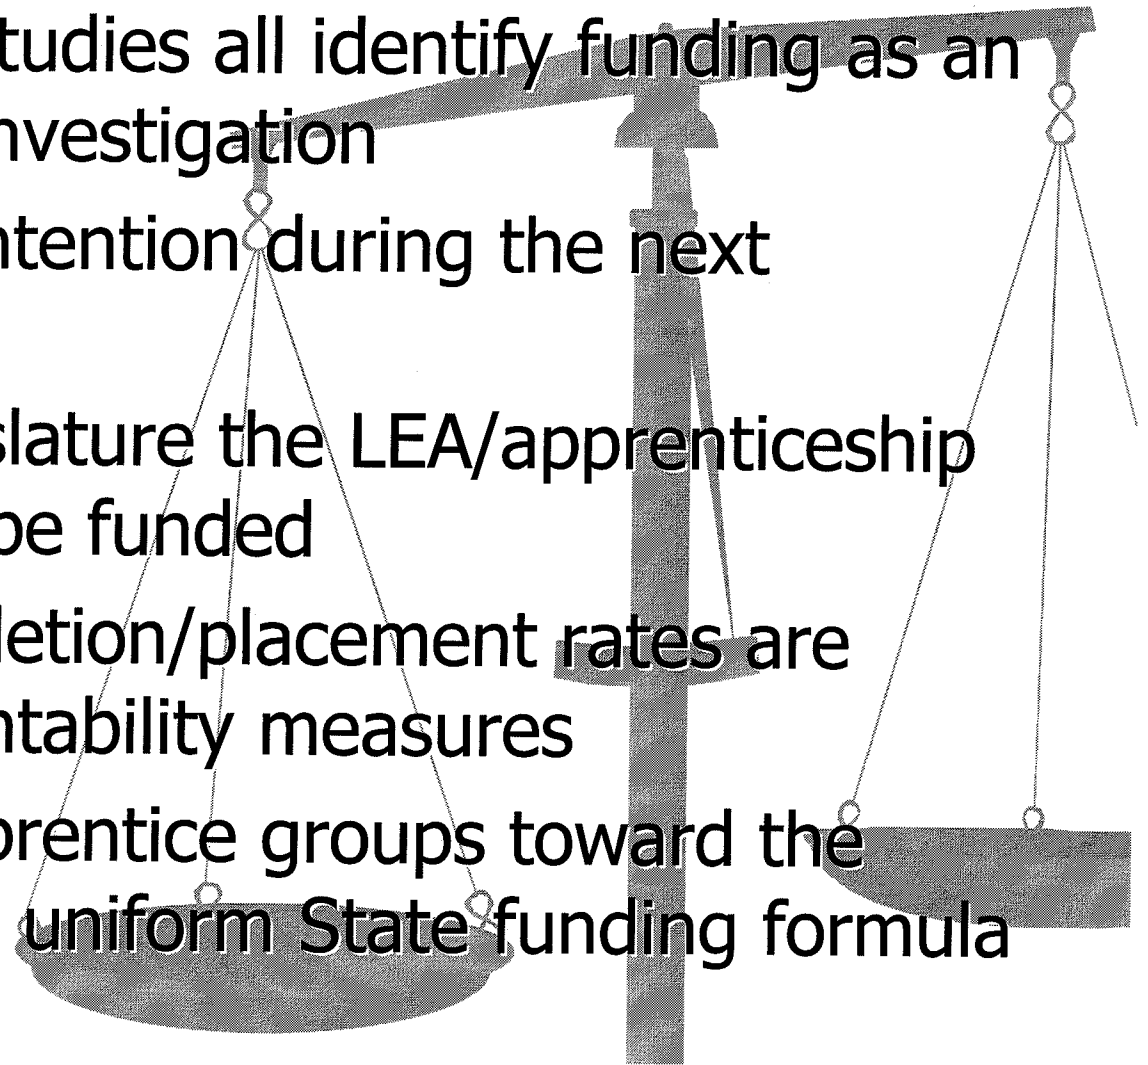 tudies all identify funding as an
nvestigation
ntention during the next
slature the LEA/apprenticeship
be funded
letion/placement rates are
ntability measures
prentice groups toward the
uniform State funding formula